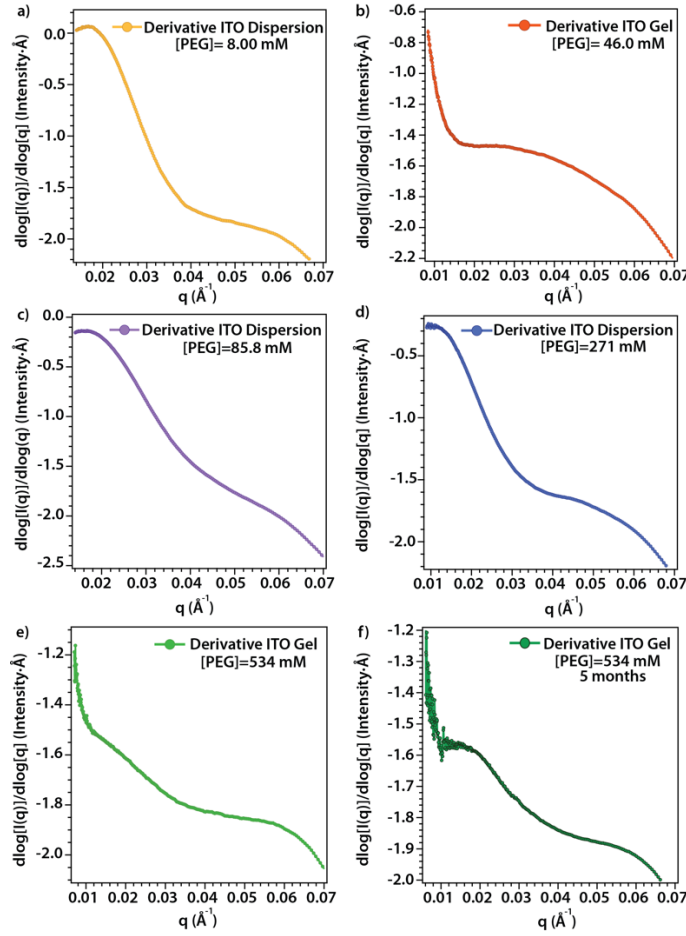 a)
Derivative ITO Dispersion
[PEG]= 8.00 mM
dlog[I(q)]/dlog[q] (Intensity·Å)
0.0
-0.5
-1.0
-1.5
-2.0
0.02 0.03 0.04 0.05 0.06 0.07
q (Å⁻¹)
b)
Derivative ITO Gel
[PEG]= 46.0 mM
dlog[I(q)]/dlog[q] (Intensity·Å)
-0.6
-0.8
-1.0
-1.2
-1.4
-1.6
-1.8
-2.0
-2.2
0.01 0.02 0.03 0.04 0.05 0.06 0.07
q (Å⁻¹)
c)
Derivative ITO Dispersion
[PEG]=85.8 mM
dlog[I(q)]/dlog(q) (Intensity·Å)
0.0
-0.5
-1.0
-1.5
-2.0
-2.5
0.02 0.03 0.04 0.05 0.06 0.07
q (Å⁻¹)
d)
Derivative ITO Dispersion
[PEG]=271 mM
dlog[I(q)]/dlog[q] (Intensity·Å)
-0.5
-1.0
-1.5
-2.0
0.01 0.02 0.03 0.04 0.05 0.06 0.07
q (Å⁻¹)
e)
Derivative ITO Gel
[PEG]=534 mM
dlog[I(q)]/dlog[q] (Intensity·Å)
-1.2
-1.4
-1.6
-1.8
-2.0
0.01 0.02 0.03 0.04 0.05 0.06 0.07
q (Å⁻¹)
f)
Derivative ITO Gel
[PEG]=534 mM
5 months
dlog[I(q)]/dlog[q] (Intensity·Å)
-1.2
-1.3
-1.4
-1.5
-1.6
-1.7
-1.8
-1.9
-2.0
0.01 0.02 0.03 0.04 0.05 0.06 0.07
q (Å⁻¹)